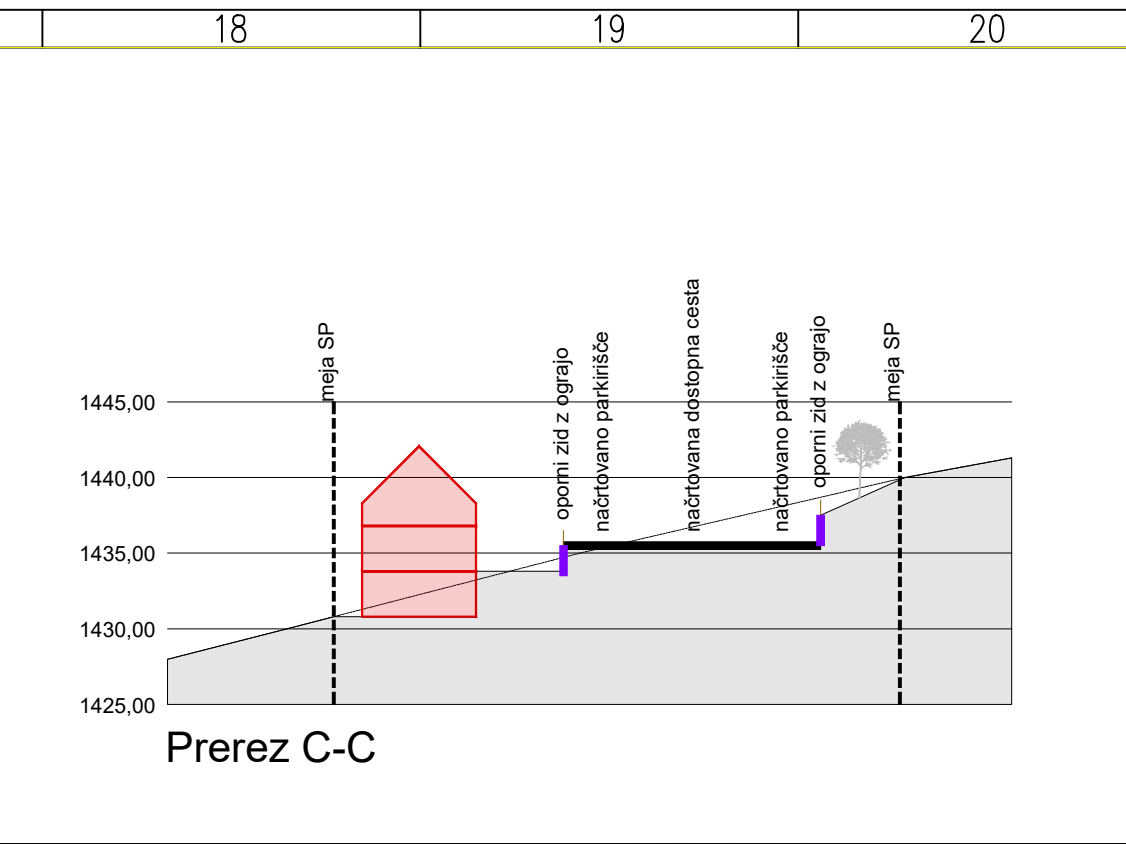 18
19
20
meja SP
oporni zid z ograjo
načrtovano parkirišče
načrtovana dostopna cesta
načrtovano parkirišče
oporni zid z ograjo
meja SP
1445,00
1440,00
1435,00
1430,00
1425,00
Prerez C-C